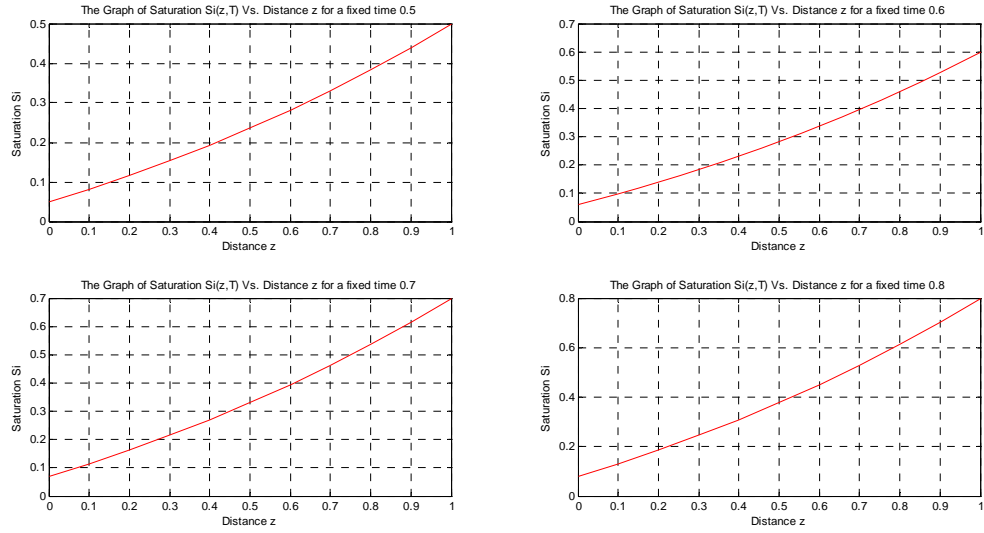 The Graph of Saturation Si(z,T) Vs. Distance z for a fixed time 0.5
0.5
0.4
0.3
0.2
0.1
0
Saturation Si
0 0.1 0.2 0.3 0.4 0.5 0.6 0.7 0.8 0.9 1
Distance z
The Graph of Saturation Si(z,T) Vs. Distance z for a fixed time 0.6
0.7
0.6
0.5
0.4
0.3
0.2
0.1
0
Saturation Si
0 0.1 0.2 0.3 0.4 0.5 0.6 0.7 0.8 0.9 1
Distance z
The Graph of Saturation Si(z,T) Vs. Distance z for a fixed time 0.7
0.7
0.6
0.5
0.4
0.3
0.2
0.1
0
Saturation Si
0 0.1 0.2 0.3 0.4 0.5 0.6 0.7 0.8 0.9 1
Distance z
The Graph of Saturation Si(z,T) Vs. Distance z for a fixed time 0.8
0.8
0.6
0.4
0.2
0
Saturation Si
0 0.1 0.2 0.3 0.4 0.5 0.6 0.7 0.8 0.9 1
Distance z